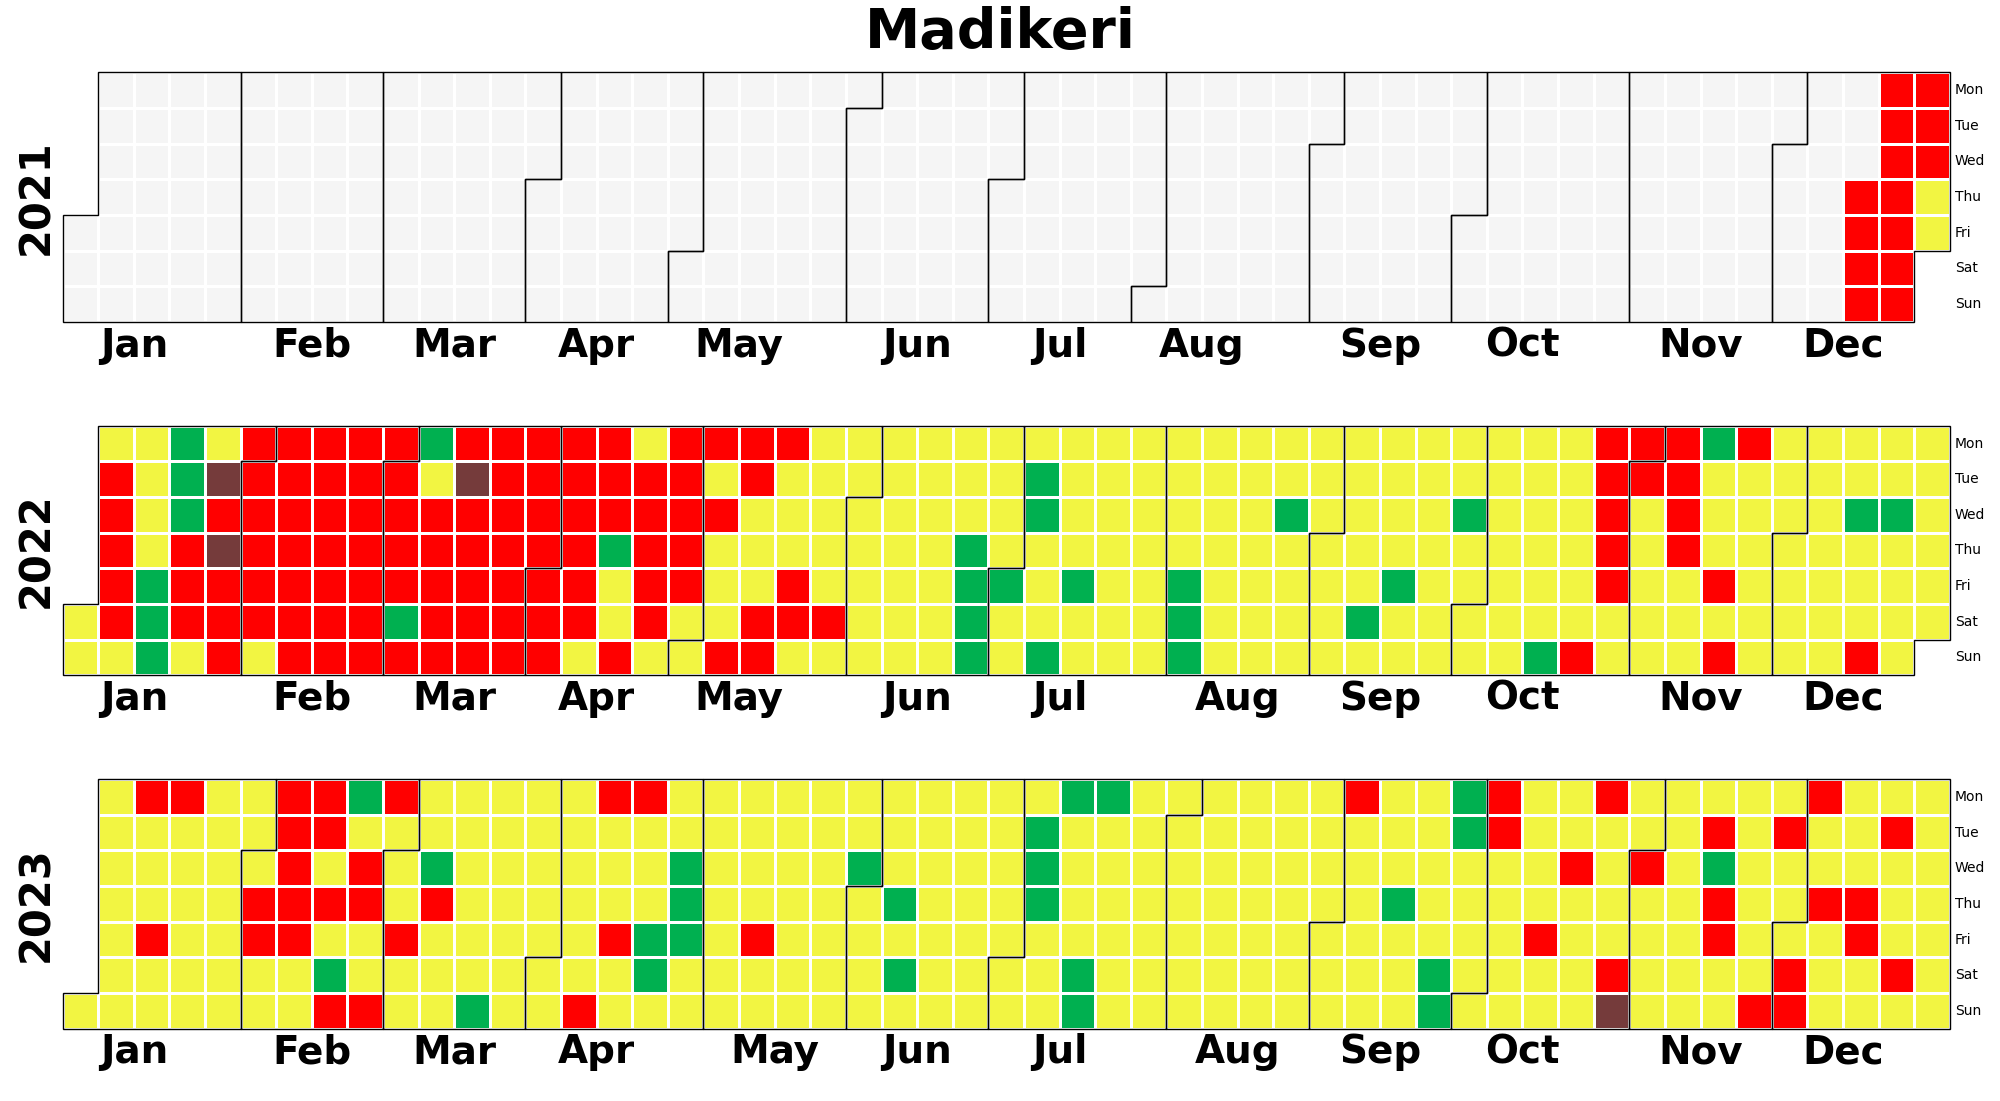 Madikeri
2021
Mon
Tue
Wed
Thu
Fri
Sat
Sun
Jan Feb Mar Apr May Jun Jul Aug Sep Oct Nov Dec
2022
Mon
Tue
Wed
Thu
Fri
Sat
Sun
Jan Feb Mar Apr May Jun Jul Aug Sep Oct Nov Dec
2023
Mon
Tue
Wed
Thu
Fri
Sat
Sun
Jan Feb Mar Apr May Jun Jul Aug Sep Oct Nov Dec